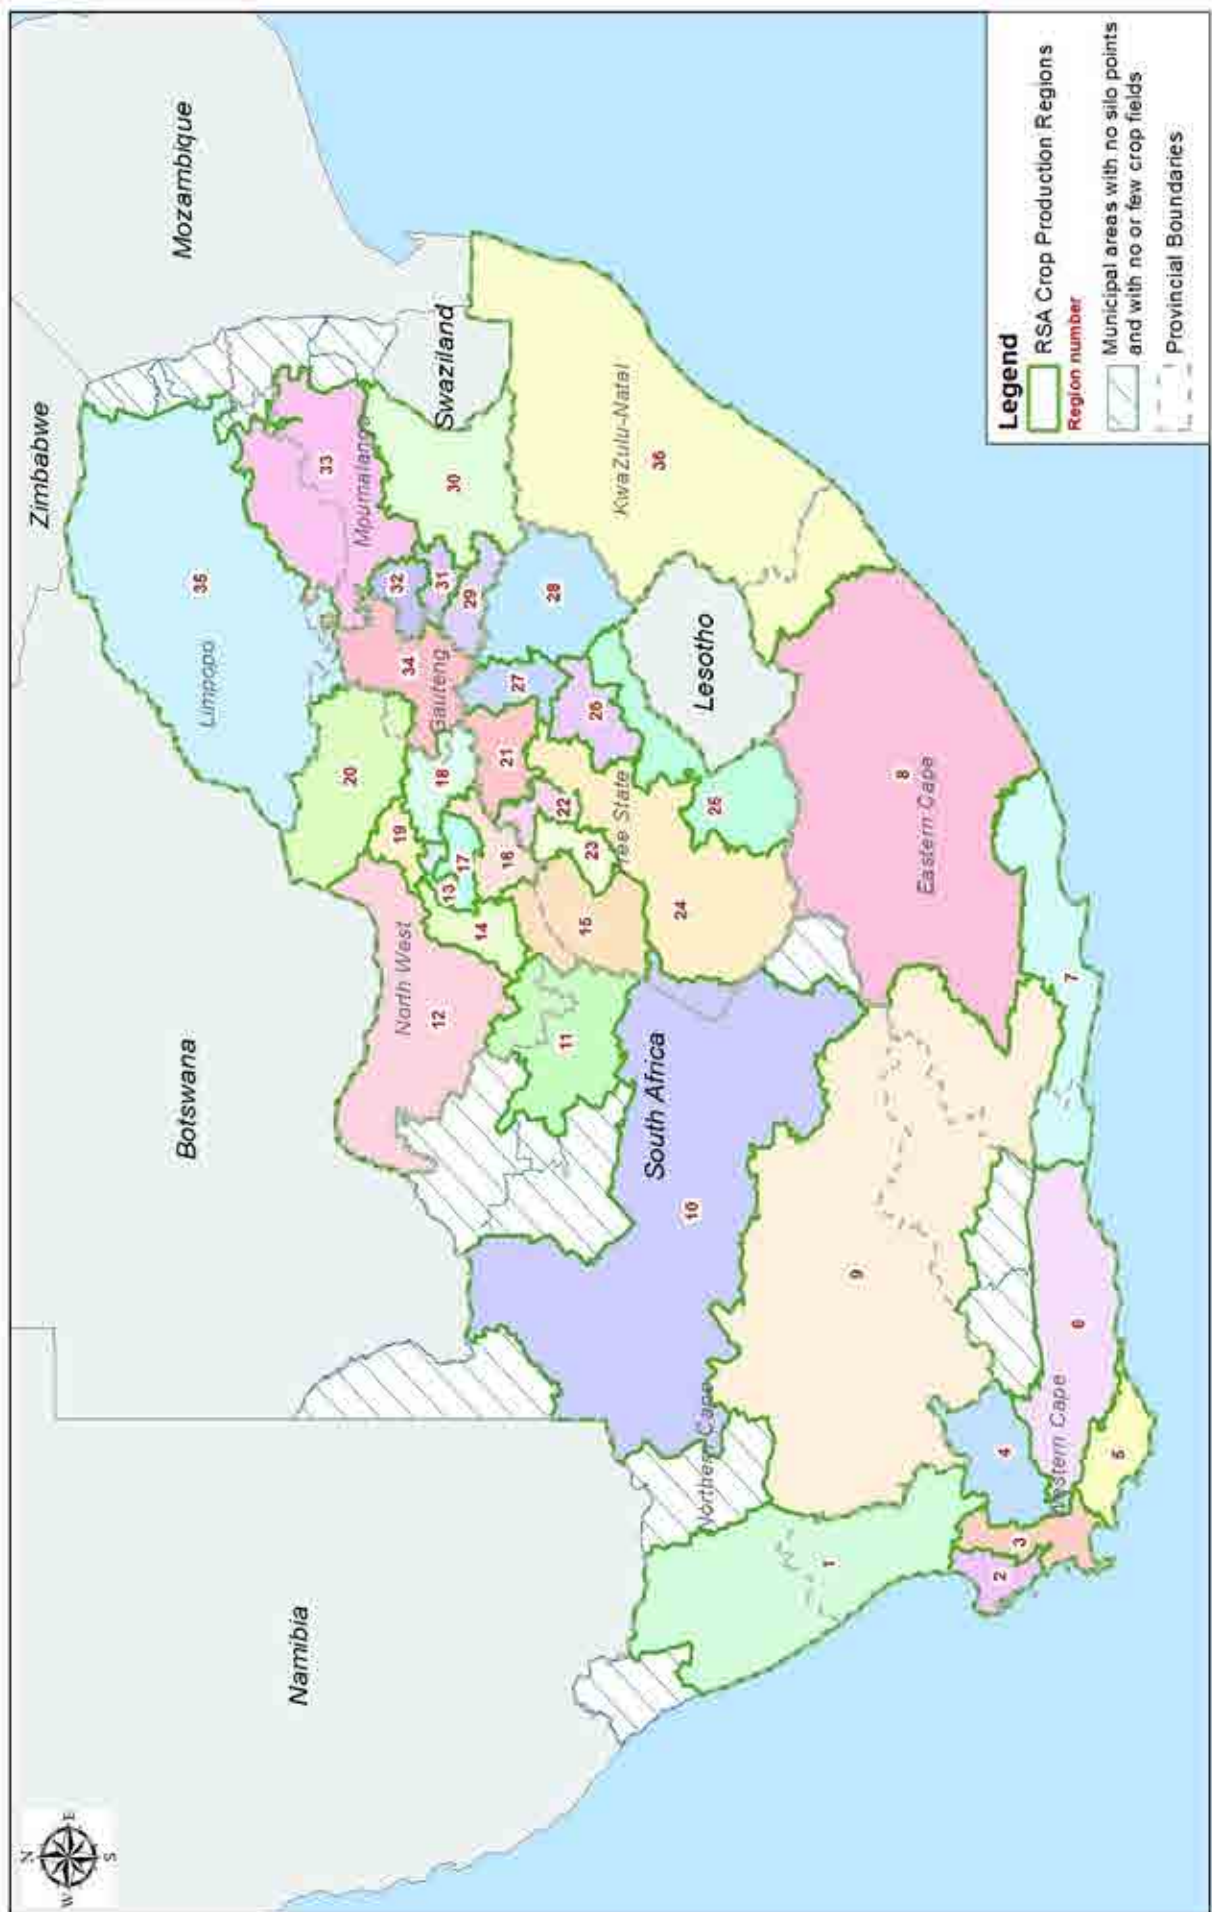 N
W
E
S
Zimbabwe
Mozambique
Botswana
Namibia
Swaziland
Lesotho
South Africa
Limpopo
Mpumalanga
North West
Gauteng
KwaZulu-Natal
Free State
Northern Cape
Eastern Cape
Western Cape
35
33
20
34
32
31
30
29
19
18
12
13
17
14
16
21
27
28
36
22
26
11
15
23
24
25
10
8
1
9
7
4
2
3
6
5
Legend
RSA Crop Production Regions
Region number
Municipal areas with no silo points
and with no or few crop fields
Provincial Boundaries